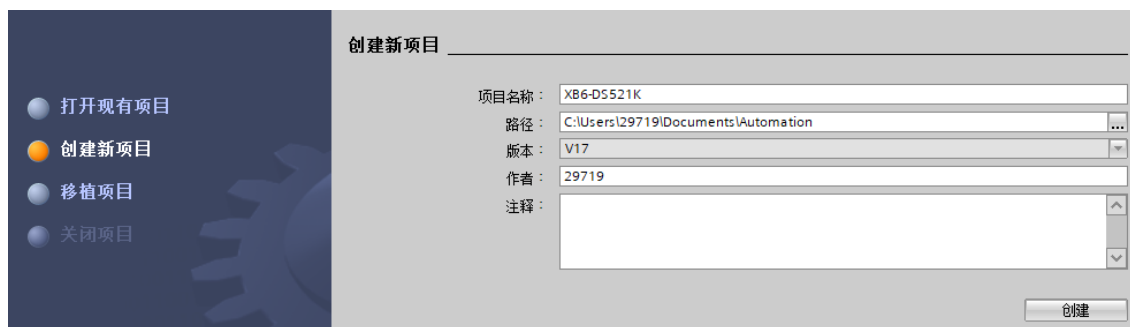 创建新项目
打开现有项目
创建新项目
移植项目
关闭项目
项目名称： XB6-DS521K
路径： C:\Users\29719\Documents\Automation ...
版本： V17
作者： 29719
注释：
创建